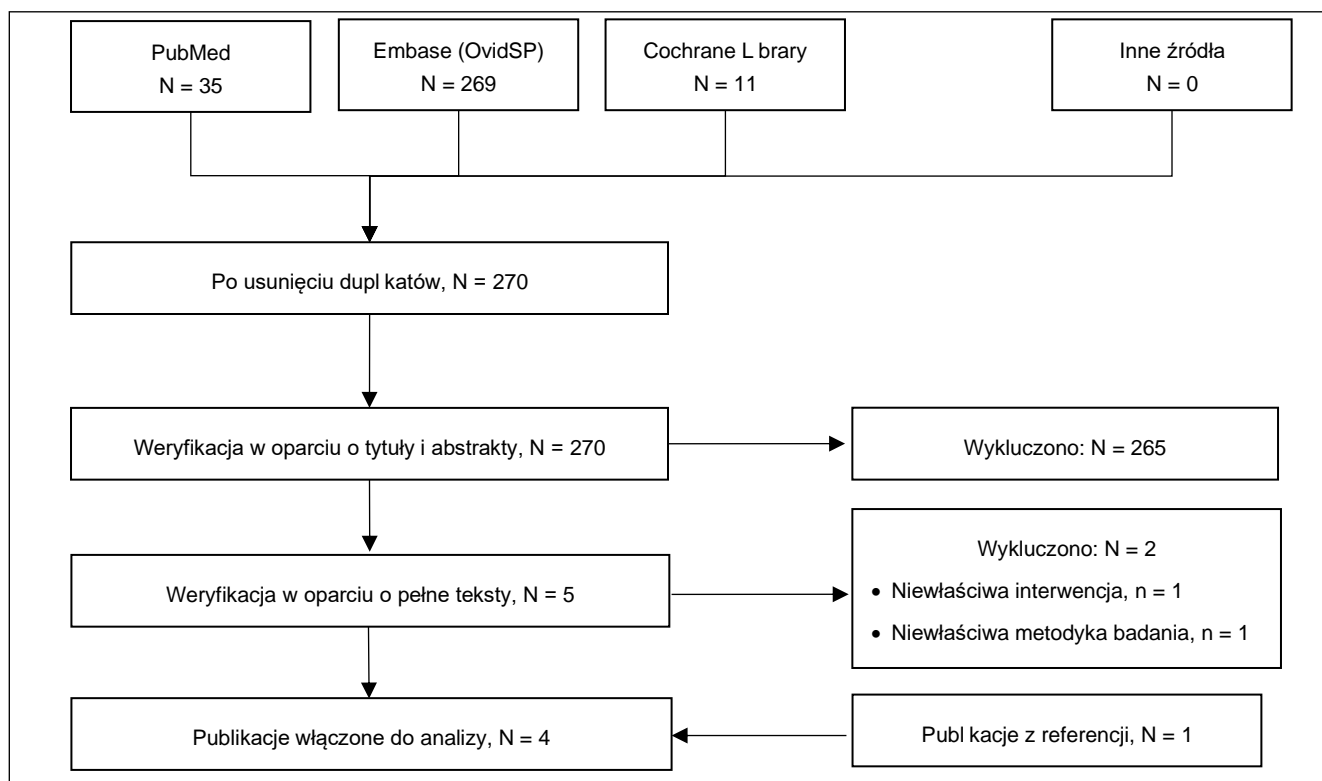 PubMed
N = 35
Embase (OvidSP)
N = 269
Cochrane L brary
N = 11
Inne źródła
N = 0
Po usunięciu dupl katów, N = 270
Weryfikacja w oparciu o tytuły i abstrakty, N = 270
Wykluczono: N = 265
Weryfikacja w oparciu o pełne teksty, N = 5
Wykluczono: N = 2
• Niewłaściwa interwencja, n = 1
• Niewłaściwa metodyka badania, n = 1
Publikacje włączone do analizy, N = 4
Publ kacje z referencji, N = 1